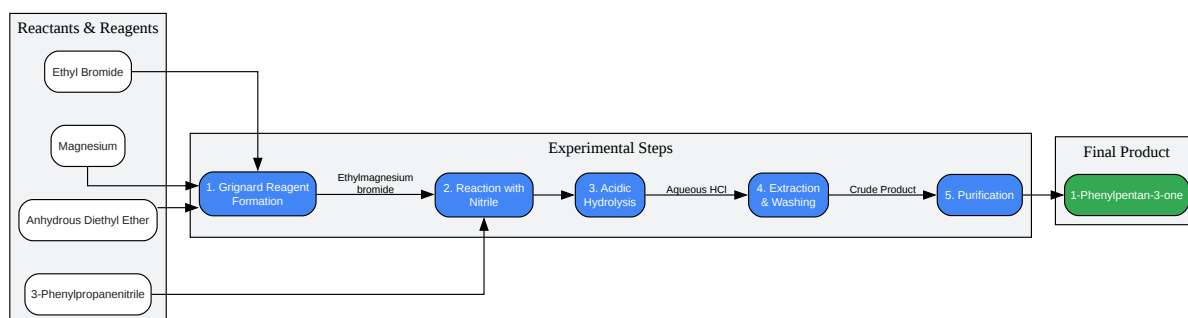 Reactants & Reagents
Ethyl Bromide
Magnesium
Anhydrous Diethyl Ether
3-Phenylpropanenitrile
Experimental Steps
1. Grignard Reagent
Formation
Ethylmagnesium
bromide
2. Reaction with
Nitrile
3. Acidic
Hydrolysis
Aqueous HCl
4. Extraction
& Washing
Crude Product
5. Purification
Final Product
1-Phenylpentan-3-one